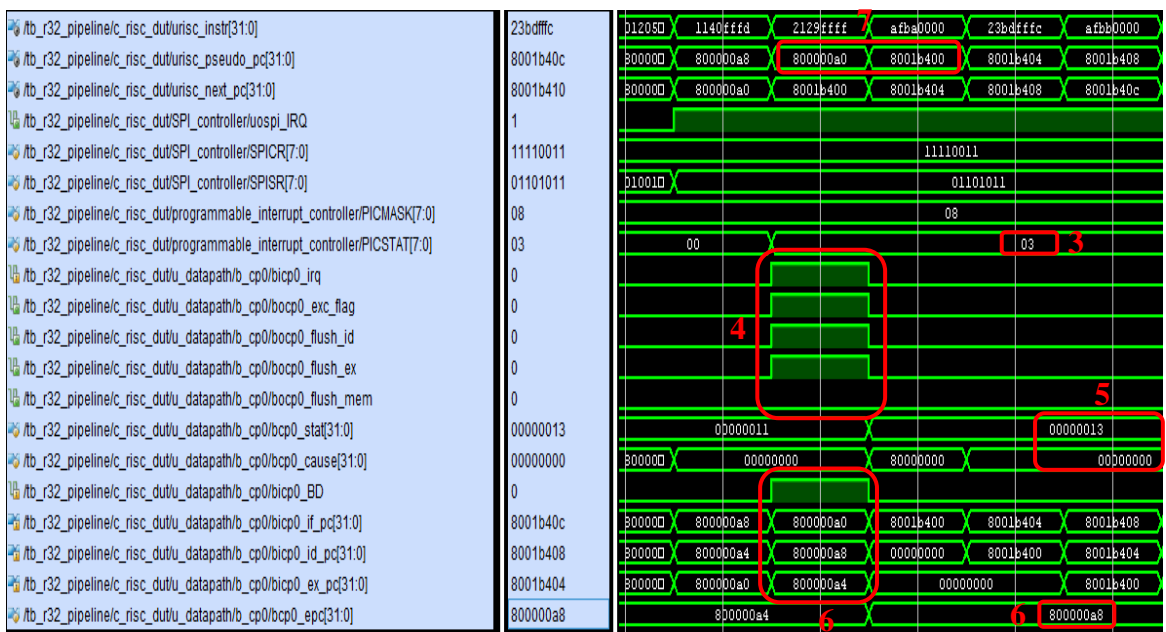 /tb_r32_pipeline/c_risc_dut/urisc_instr[31:0] 23bdfffc 01205 1140fffd 2129ffff 7 afba0000 23bdfffc afbb0000
/tb_r32_pipeline/c_risc_dut/urisc_pseudo_pc[31:0] 8001b40c 80000 800000a8 800000a0 8001b400 8001b404 8001b408
/tb_r32_pipeline/c_risc_dut/urisc_next_pc[31:0] 8001b410 80000 800000a0 8001b400 8001b404 8001b408 8001b40c
/tb_r32_pipeline/c_risc_dut/SPI_controller/uospi_IRQ 1
/tb_r32_pipeline/c_risc_dut/SPI_controller/SPICR[7:0] 11110011 11110011
/tb_r32_pipeline/c_risc_dut/SPI_controller/SPISR[7:0] 01101011 01001 01101011
/tb_r32_pipeline/c_risc_dut/programmable_interrupt_controller/PICMASK[7:0] 08 08
/tb_r32_pipeline/c_risc_dut/programmable_interrupt_controller/PICSTAT[7:0] 03 00 03 3
/tb_r32_pipeline/c_risc_dut/u_datapath/b_cp0/bicp0_irq 0
/tb_r32_pipeline/c_risc_dut/u_datapath/b_cp0/bocp0_exc_flag 0
/tb_r32_pipeline/c_risc_dut/u_datapath/b_cp0/bocp0_flush_id 0 4
/tb_r32_pipeline/c_risc_dut/u_datapath/b_cp0/bocp0_flush_ex 0
/tb_r32_pipeline/c_risc_dut/u_datapath/b_cp0/bocp0_flush_mem 0 5
/tb_r32_pipeline/c_risc_dut/u_datapath/b_cp0/bcp0_stat[31:0] 00000013 00000011 00000013
/tb_r32_pipeline/c_risc_dut/u_datapath/b_cp0/bcp0_cause[31:0] 00000000 80000 00000000 80000000 00000000
/tb_r32_pipeline/c_risc_dut/u_datapath/b_cp0/bicp0_BD 0
/tb_r32_pipeline/c_risc_dut/u_datapath/b_cp0/bicp0_if_pc[31:0] 8001b40c 80000 800000a8 800000a0 8001b400 8001b404 8001b408
/tb_r32_pipeline/c_risc_dut/u_datapath/b_cp0/bicp0_id_pc[31:0] 8001b408 80000 800000a4 800000a8 00000000 8001b400 8001b404
/tb_r32_pipeline/c_risc_dut/u_datapath/b_cp0/bicp0_ex_pc[31:0] 8001b404 80000 800000a0 800000a4 00000000 8001b400
/tb_r32_pipeline/c_risc_dut/u_datapath/b_cp0/bcp0_epc[31:0] 800000a8 800000a4 6 6 800000a8